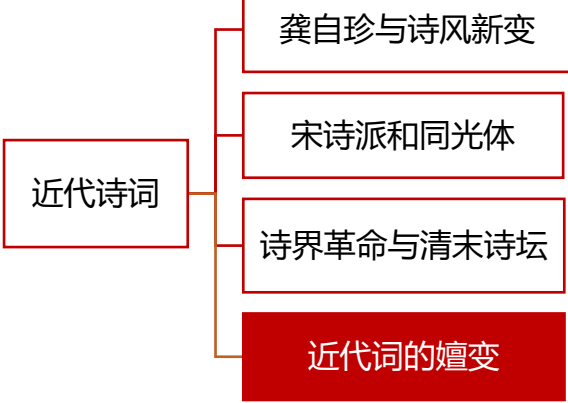 龚自珍与诗风新变
宋诗派和同光体
近代诗词
诗界革命与清末诗坛
近代词的嬗变